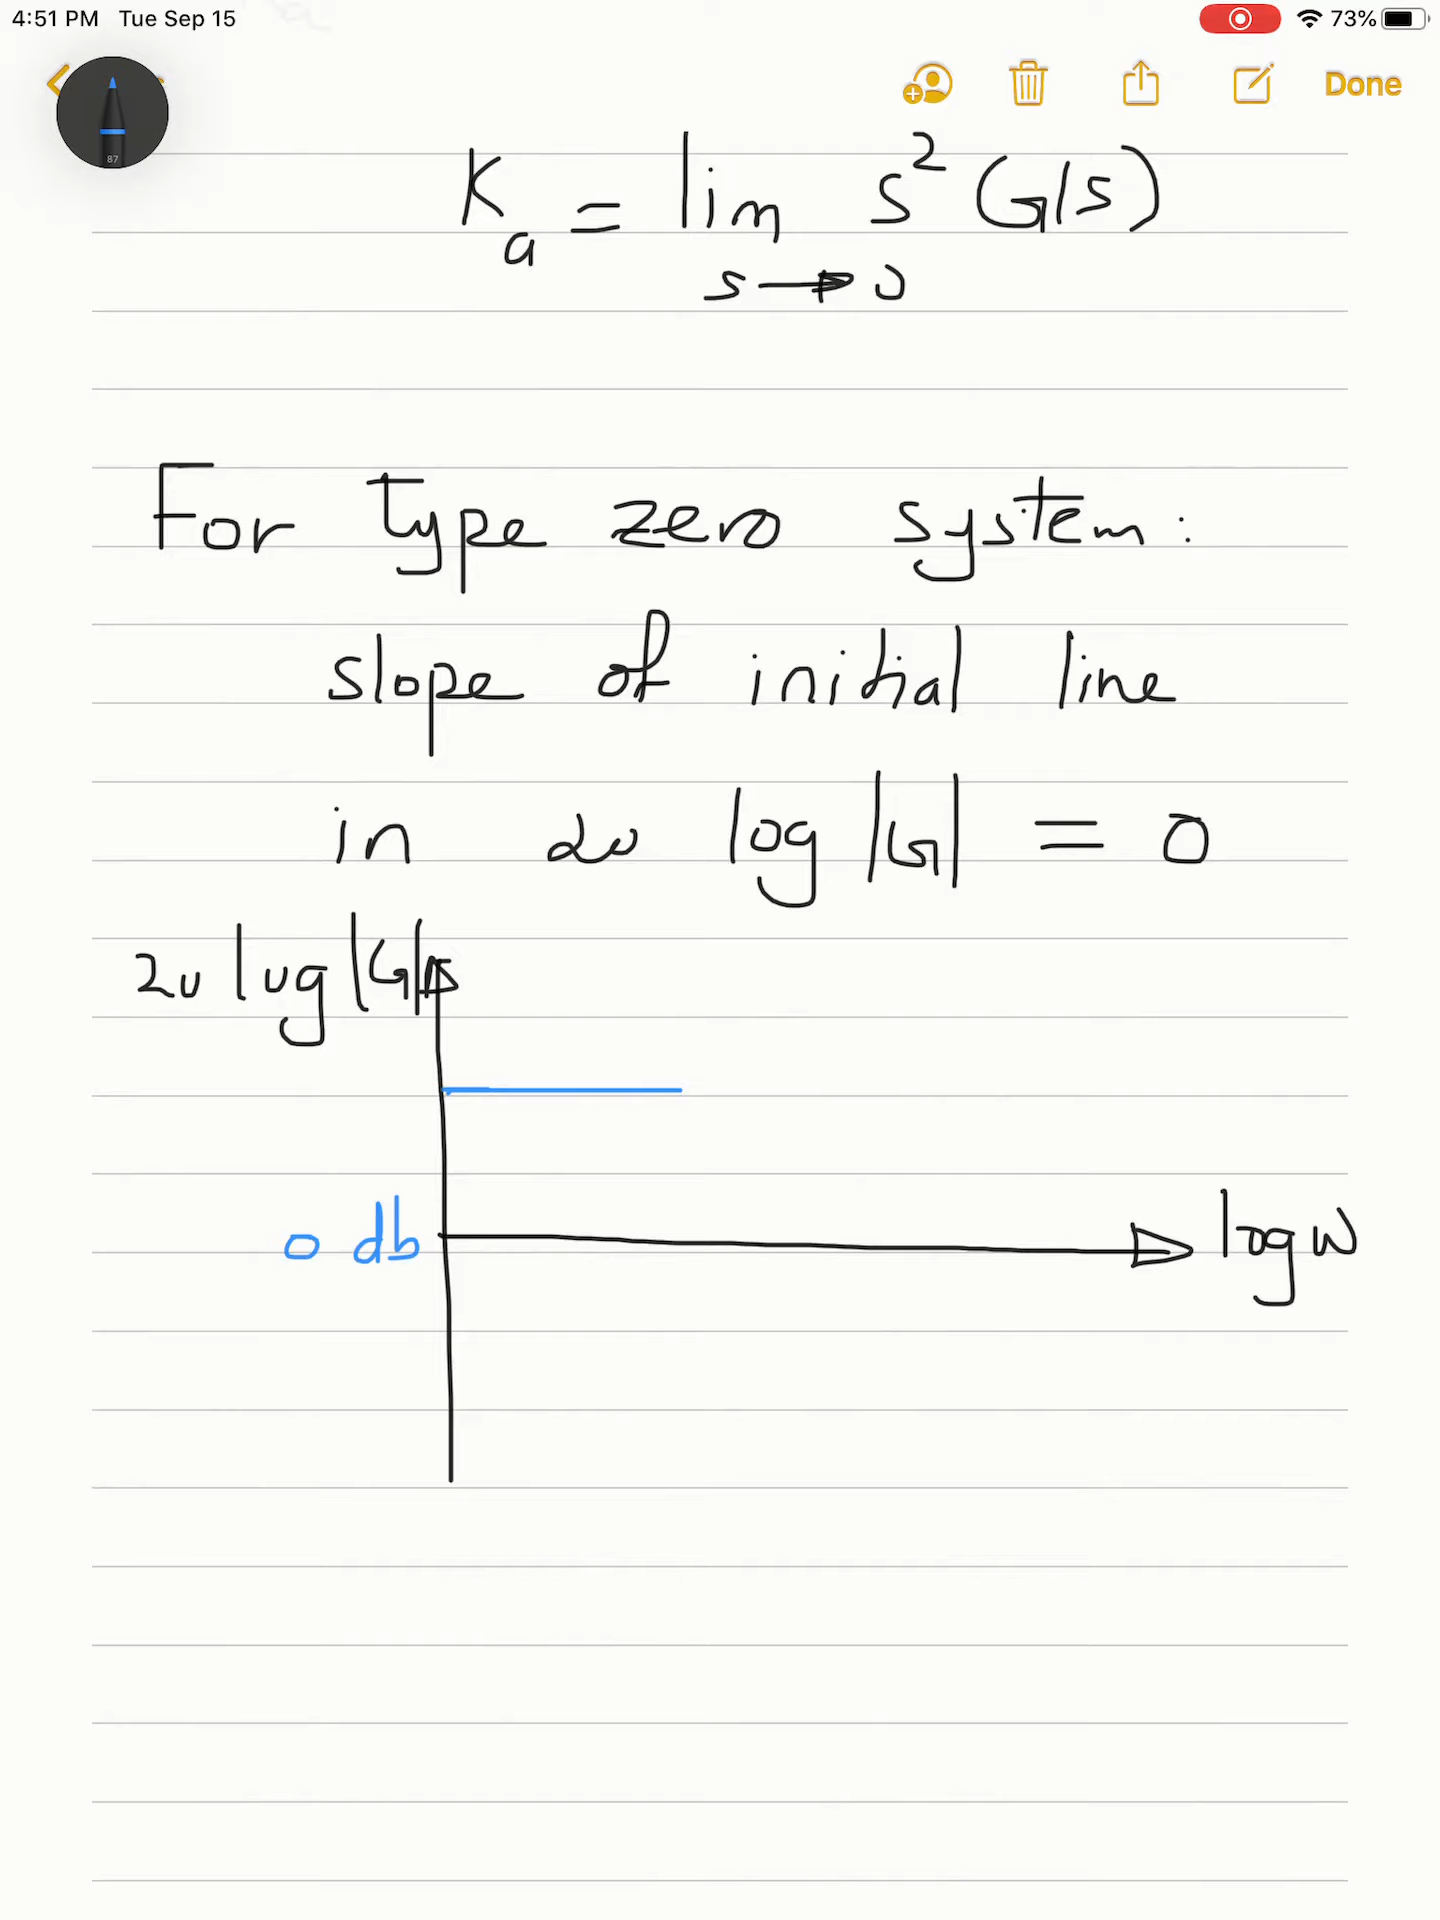 4:51 PM Tue Sep 15
73%
Done
87
Ka = lim s² G(s)
s → 0
For type zero system:
slope of initial line
in 20 log |G| = 0
20 log |G|
0 db
log w